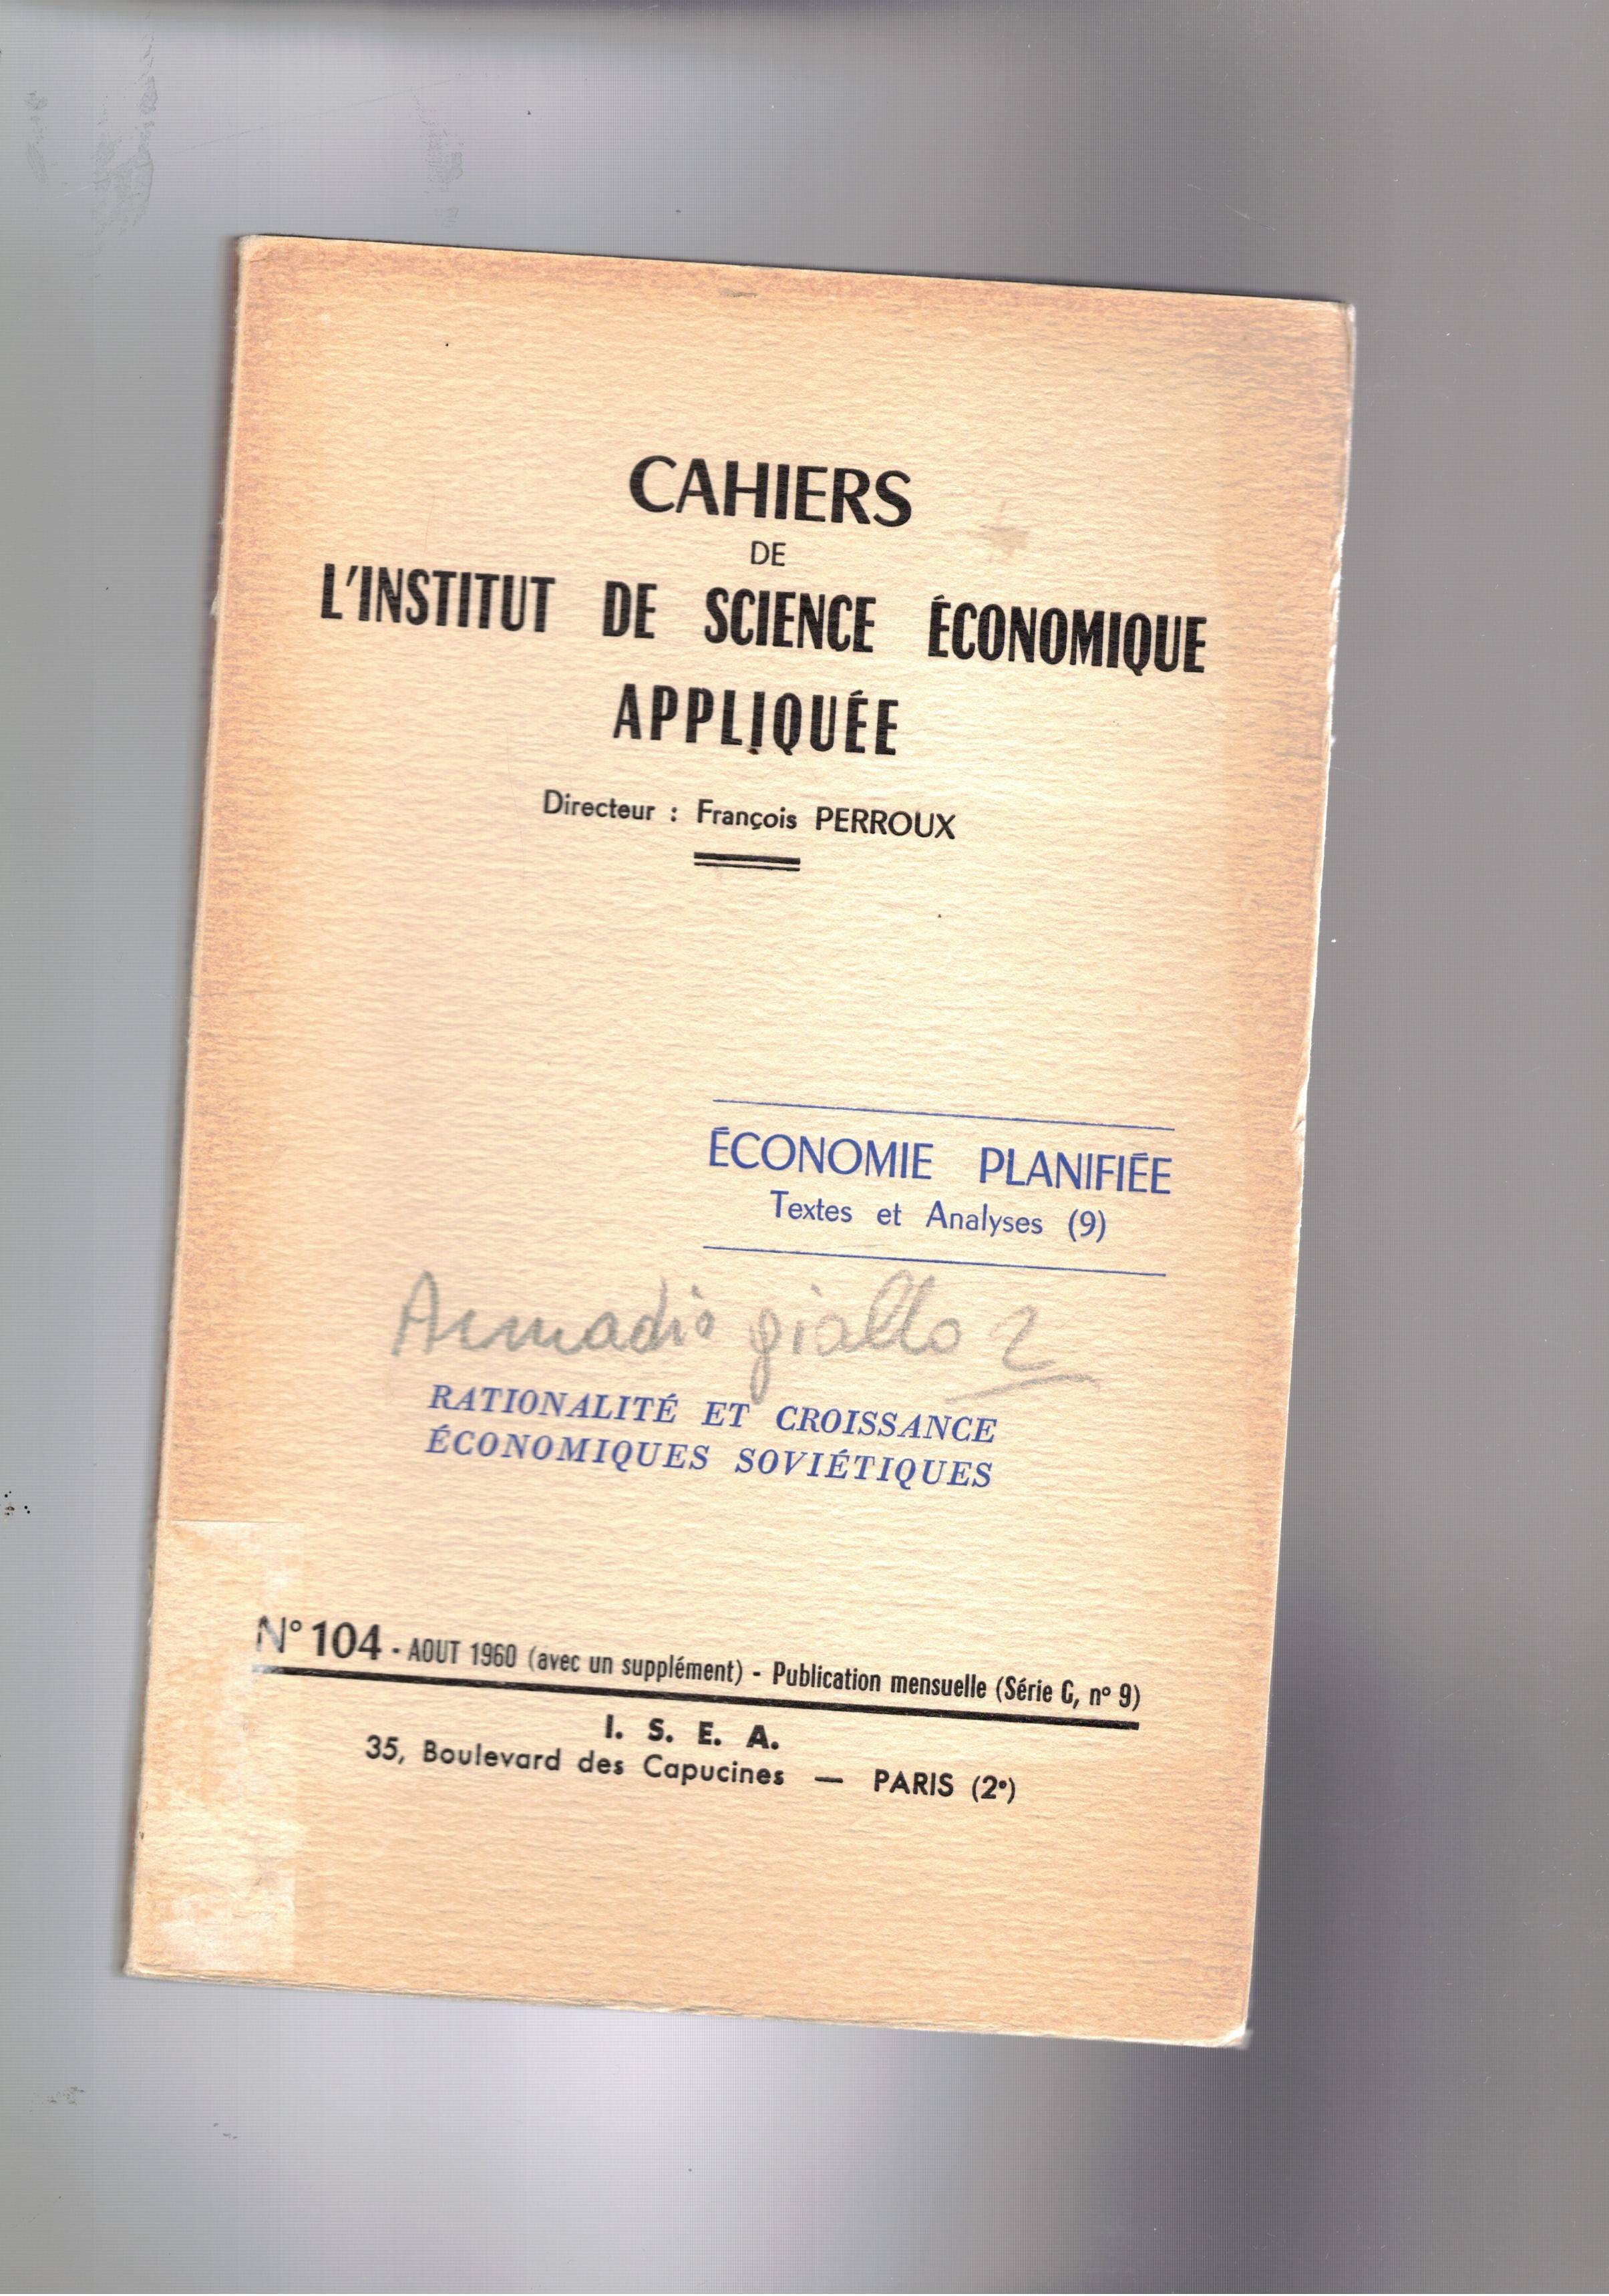 CAHIERS
DE
L'INSTITUT DE SCIENCE ÉCONOMIQUE
APPLIQUÉE
Directeur : François PERROUX
ÉCONOMIE PLANIFIÉE
Textes et Analyses (9)
Armadio giallo 2
RATIONALITÉ ET CROISSANCE
ÉCONOMIQUES SOVIÉTIQUES
N° 104 - AOUT 1960 (avec un supplément) - Publication mensuelle (Série G, n° 9)
I. S. E. A.
35, Boulevard des Capucines — PARIS (2e)